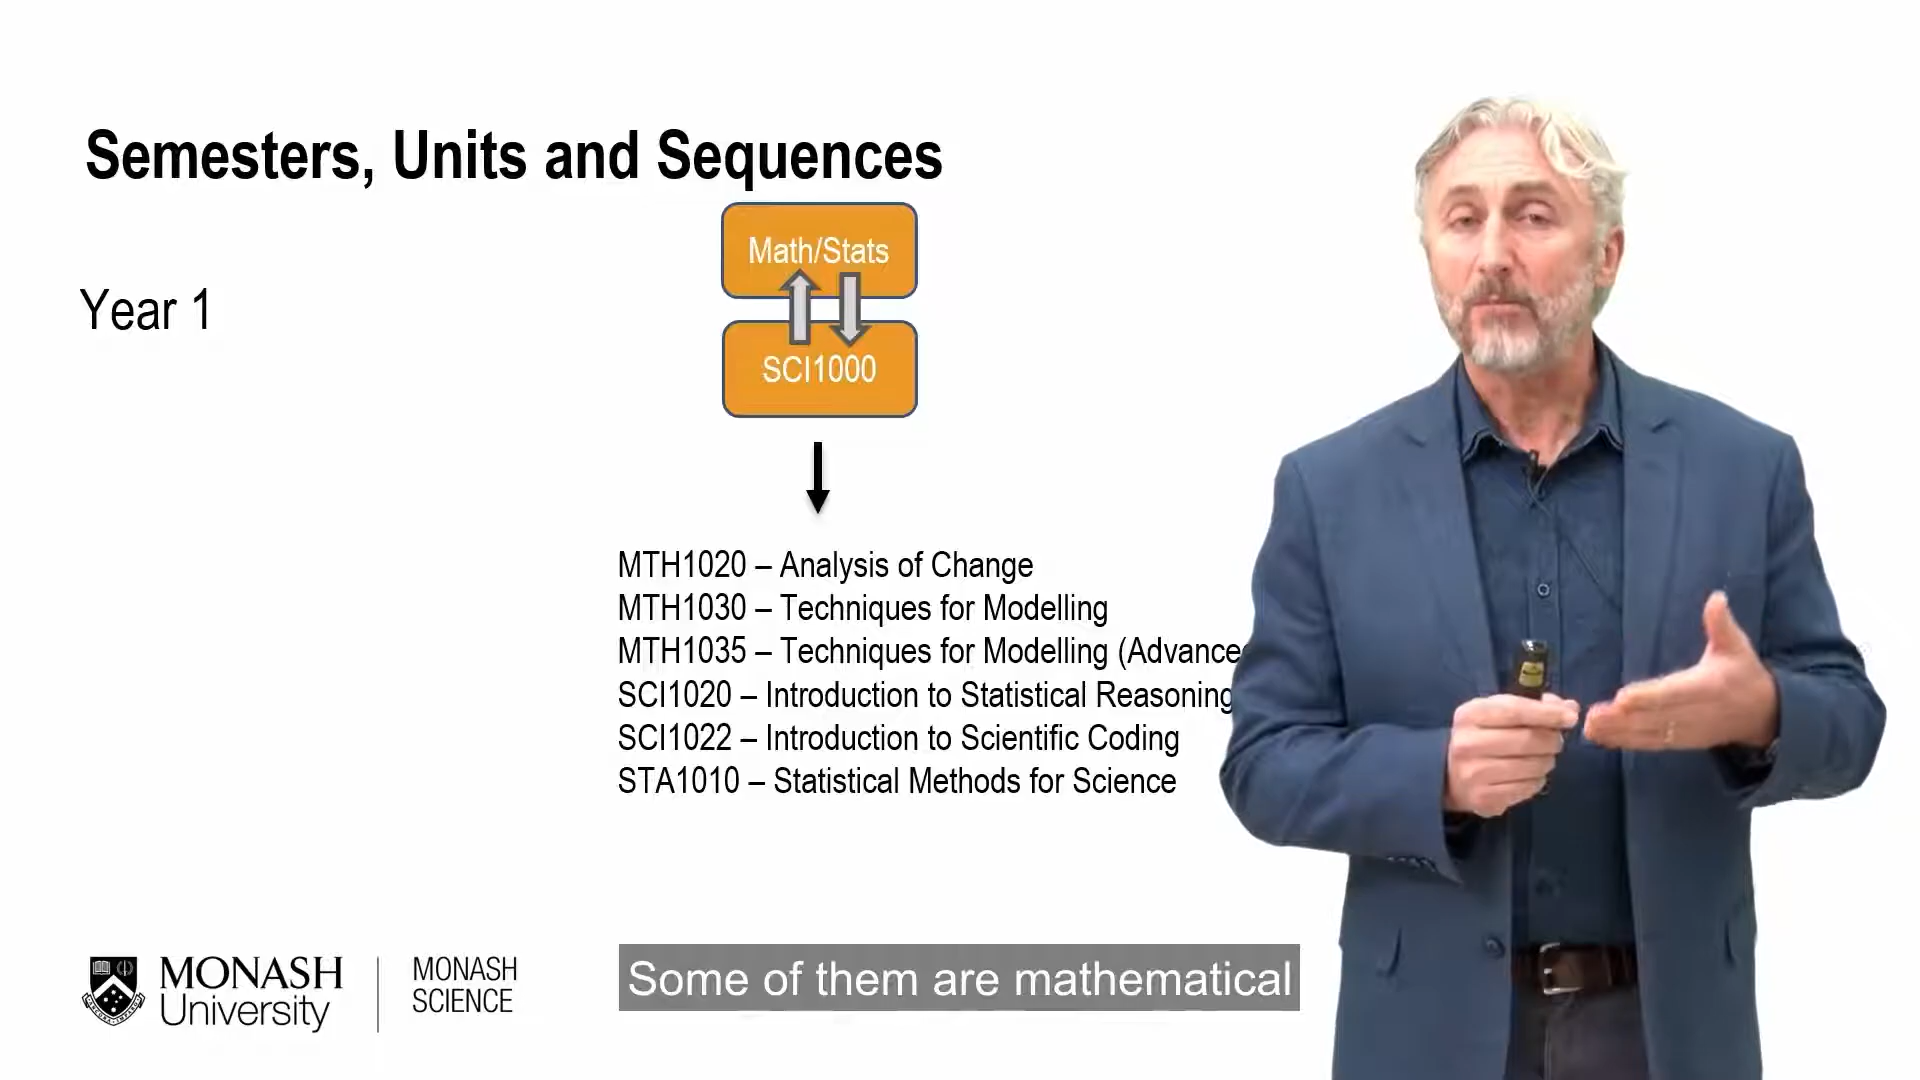 Semesters, Units and Sequences
Math/Stats
Year 1
SCI1000
MTH1020 – Analysis of Change
MTH1030 – Techniques for Modelling
MTH1035 – Techniques for Modelling (Advance
SCI1020 – Introduction to Statistical Reasoning
SCI1022 – Introduction to Scientific Coding
STA1010 – Statistical Methods for Science
MONASH University
MONASH SCIENCE
Some of them are mathematical